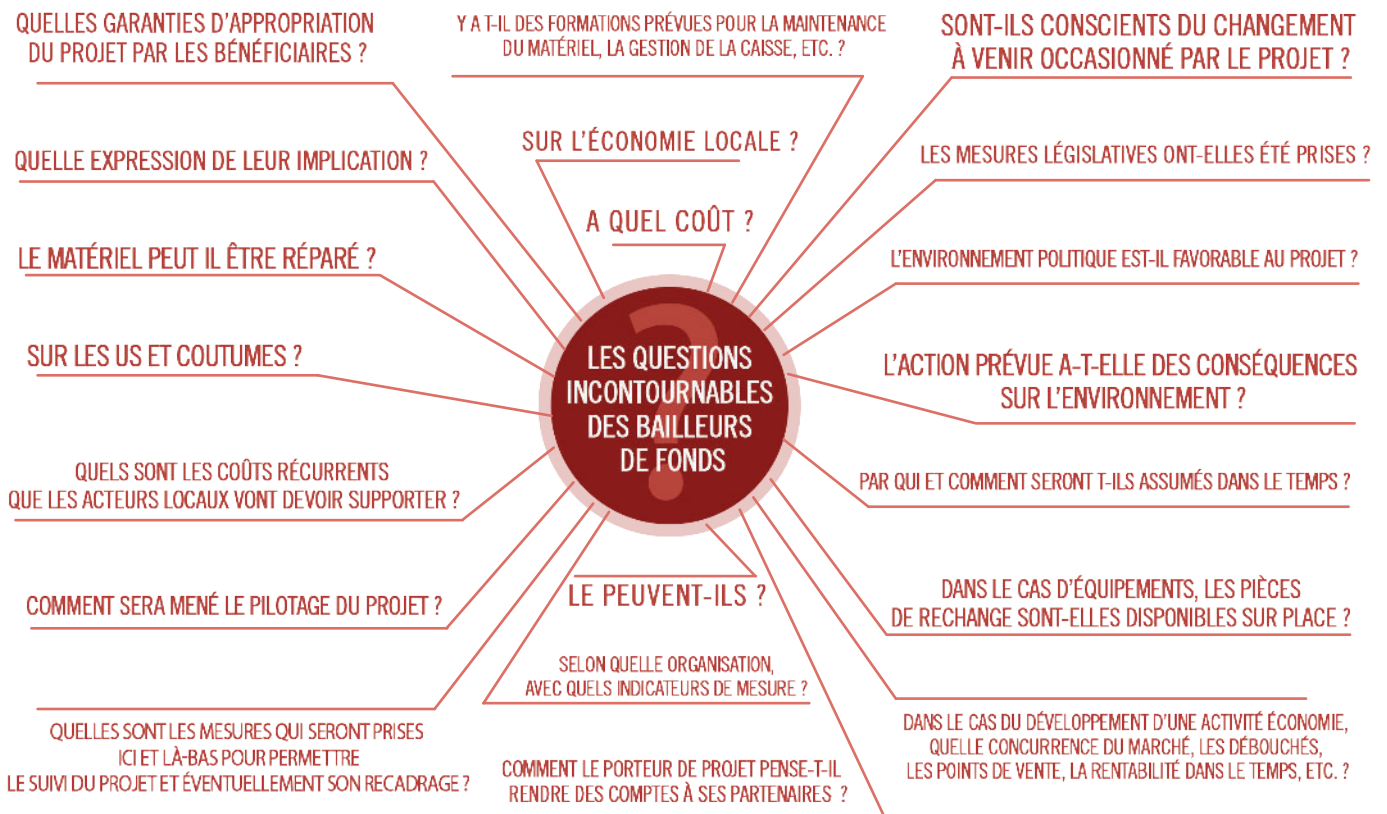 QUELLES GARANTIES D'APPROPRIATION
DU PROJET PAR LES BÉNÉFICIAIRES ?
Y A T-IL DES FORMATIONS PRÉVUES POUR LA MAINTENANCE
DU MATÉRIEL, LA GESTION DE LA CAISSE, ETC. ?
SONT-ILS CONSCIENTS DU CHANGEMENT
À VENIR OCCASIONNÉ PAR LE PROJET ?
SUR L'ÉCONOMIE LOCALE ?
QUELLE EXPRESSION DE LEUR IMPLICATION ?
LES MESURES LÉGISLATIVES ONT-ELLES ÉTÉ PRISES ?
A QUEL COÛT ?
LE MATÉRIEL PEUT IL ÊTRE RÉPARÉ ?
L'ENVIRONNEMENT POLITIQUE EST-IL FAVORABLE AU PROJET ?
SUR LES US ET COUTUMES ?
LES QUESTIONS
INCONTOURNABLES
DES BAILLEURS
DE FONDS
?
L'ACTION PRÉVUE A-T-ELLE DES CONSÉQUENCES
SUR L'ENVIRONNEMENT ?
QUELS SONT LES COÛTS RÉCURRENTS
QUE LES ACTEURS LOCAUX VONT DEVOIR SUPPORTER ?
PAR QUI ET COMMENT SERONT T-ILS ASSUMÉS DANS LE TEMPS ?
COMMENT SERA MENÉ LE PILOTAGE DU PROJET ?
LE PEUVENT-ILS ?
DANS LE CAS D'ÉQUIPEMENTS, LES PIÈCES
DE RECHANGE SONT-ELLES DISPONIBLES SUR PLACE ?
SELON QUELLE ORGANISATION,
AVEC QUELS INDICATEURS DE MESURE ?
QUELLES SONT LES MESURES QUI SERONT PRISES
ICI ET LÀ-BAS POUR PERMETTRE
LE SUIVI DU PROJET ET ÉVENTUELLEMENT SON RECADRAGE ?
COMMENT LE PORTEUR DE PROJET PENSE-T-IL
RENDRE DES COMPTES À SES PARTENAIRES ?
DANS LE CAS DU DÉVELOPPEMENT D'UNE ACTIVITÉ ÉCONOMIE,
QUELLE CONCURRENCE DU MARCHÉ, LES DÉBOUCHÉS,
LES POINTS DE VENTE, LA RENTABILITÉ DANS LE TEMPS, ETC. ?